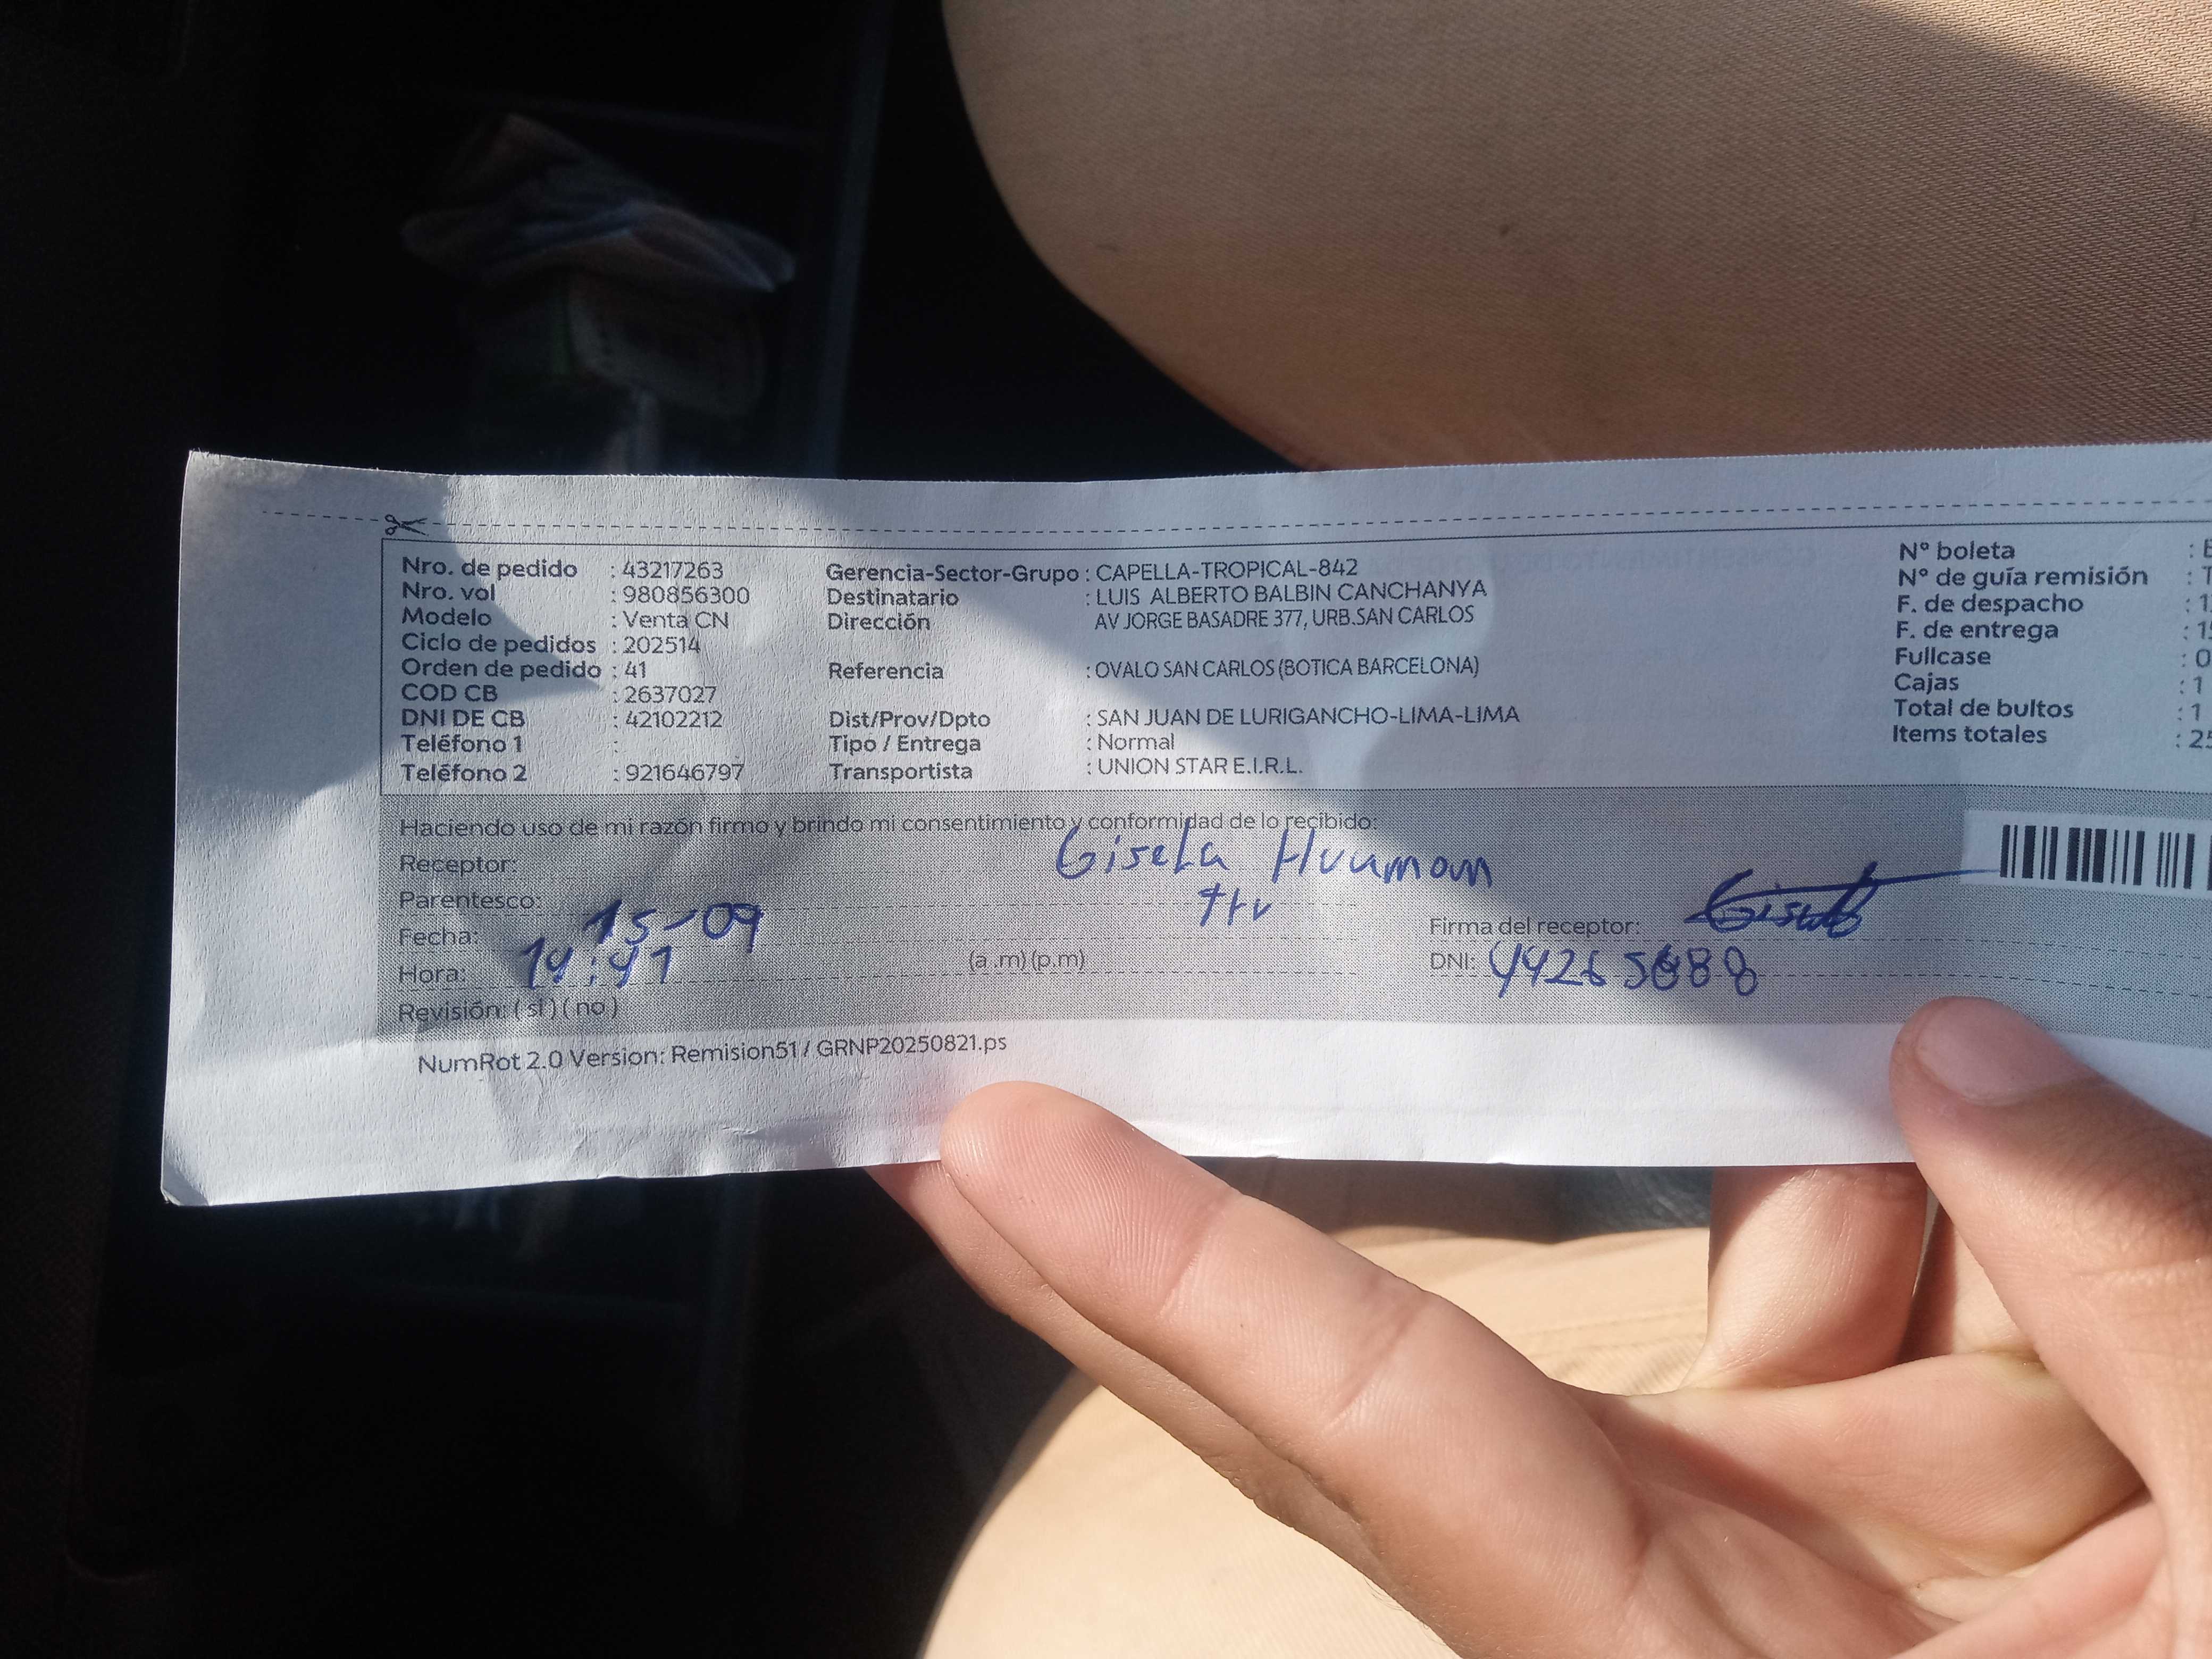 Nro. de pedido : 43217263
Nro. vol : 980856300
Modelo : Venta CN
Ciclo de pedidos : 202514
Orden de pedido : 41
COD CB : 2637027
DNI DE CB : 42102212
Teléfono 1 :
Teléfono 2 : 921646797
Gerencia-Sector-Grupo : CAPELLA-TROPICAL-842
Destinatario : LUIS ALBERTO BALBIN CANCHANYA
Dirección AV JORGE BASADRE 377, URB.SAN CARLOS
Referencia : OVALO SAN CARLOS (BOTICA BARCELONA)
Dist/Prov/Dpto : SAN JUAN DE LURIGANCHO-LIMA-LIMA
Tipo / Entrega : Normal
Transportista : UNION STAR E.I.R.L.
N° boleta :
N° de guía remisión :
F. de despacho :
F. de entrega :
Fullcase : 0
Cajas : 1
Total de bultos : 1
Items totales :
Haciendo uso de mi razón firmo y brindo mi consentimiento y conformidad de lo recibido:
Receptor: Gisela Huamam
Parentesco:
Fecha: 15-09
Hora: 14:41 (a .m) (p.m)
Revisión: ( si ) ( no )
Firma del receptor: Gisela
DNI:
NumRot 2.0 Version: Remision51 / GRNP20250821.ps